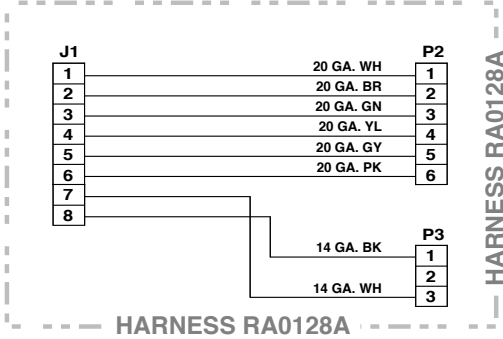 J1
P2
1 20 GA. WH 1
2 20 GA. BR 2
3 20 GA. GN 3
4 20 GA. YL 4
5 20 GA. GY 5
6 20 GA. PK 6
7
8
P3
14 GA. BK 1
2
14 GA. WH 3
HARNESS RA0128A
HARNESS RA0128A